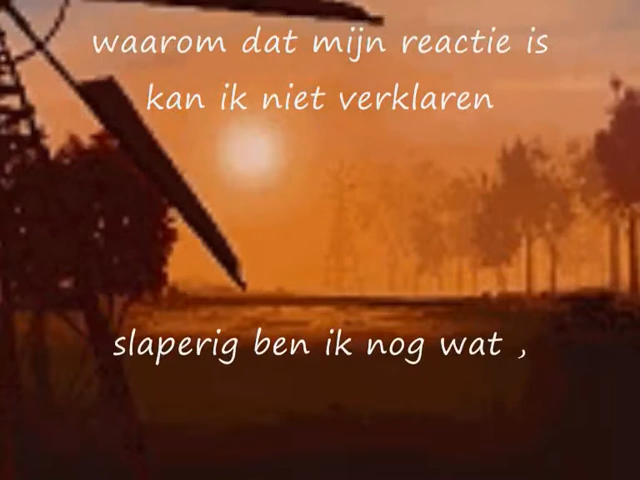 waarom dat mijn reactie is
kan ik niet verklaren
slaperig ben ik nog wat ,